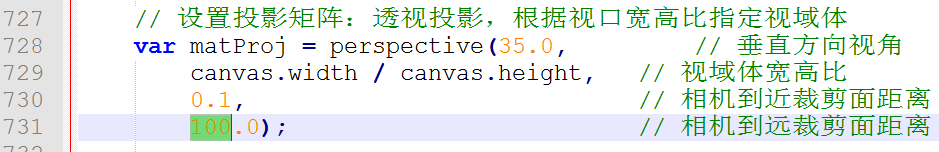 727 // 设置投影矩阵：透视投影，根据视口宽高比指定视域体
728 var matProj = perspective(35.0, // 垂直方向视角
729 canvas.width / canvas.height, // 视域体宽高比
730 0.1, // 相机到近裁剪面距离
731 100.0); // 相机到远裁剪面距离